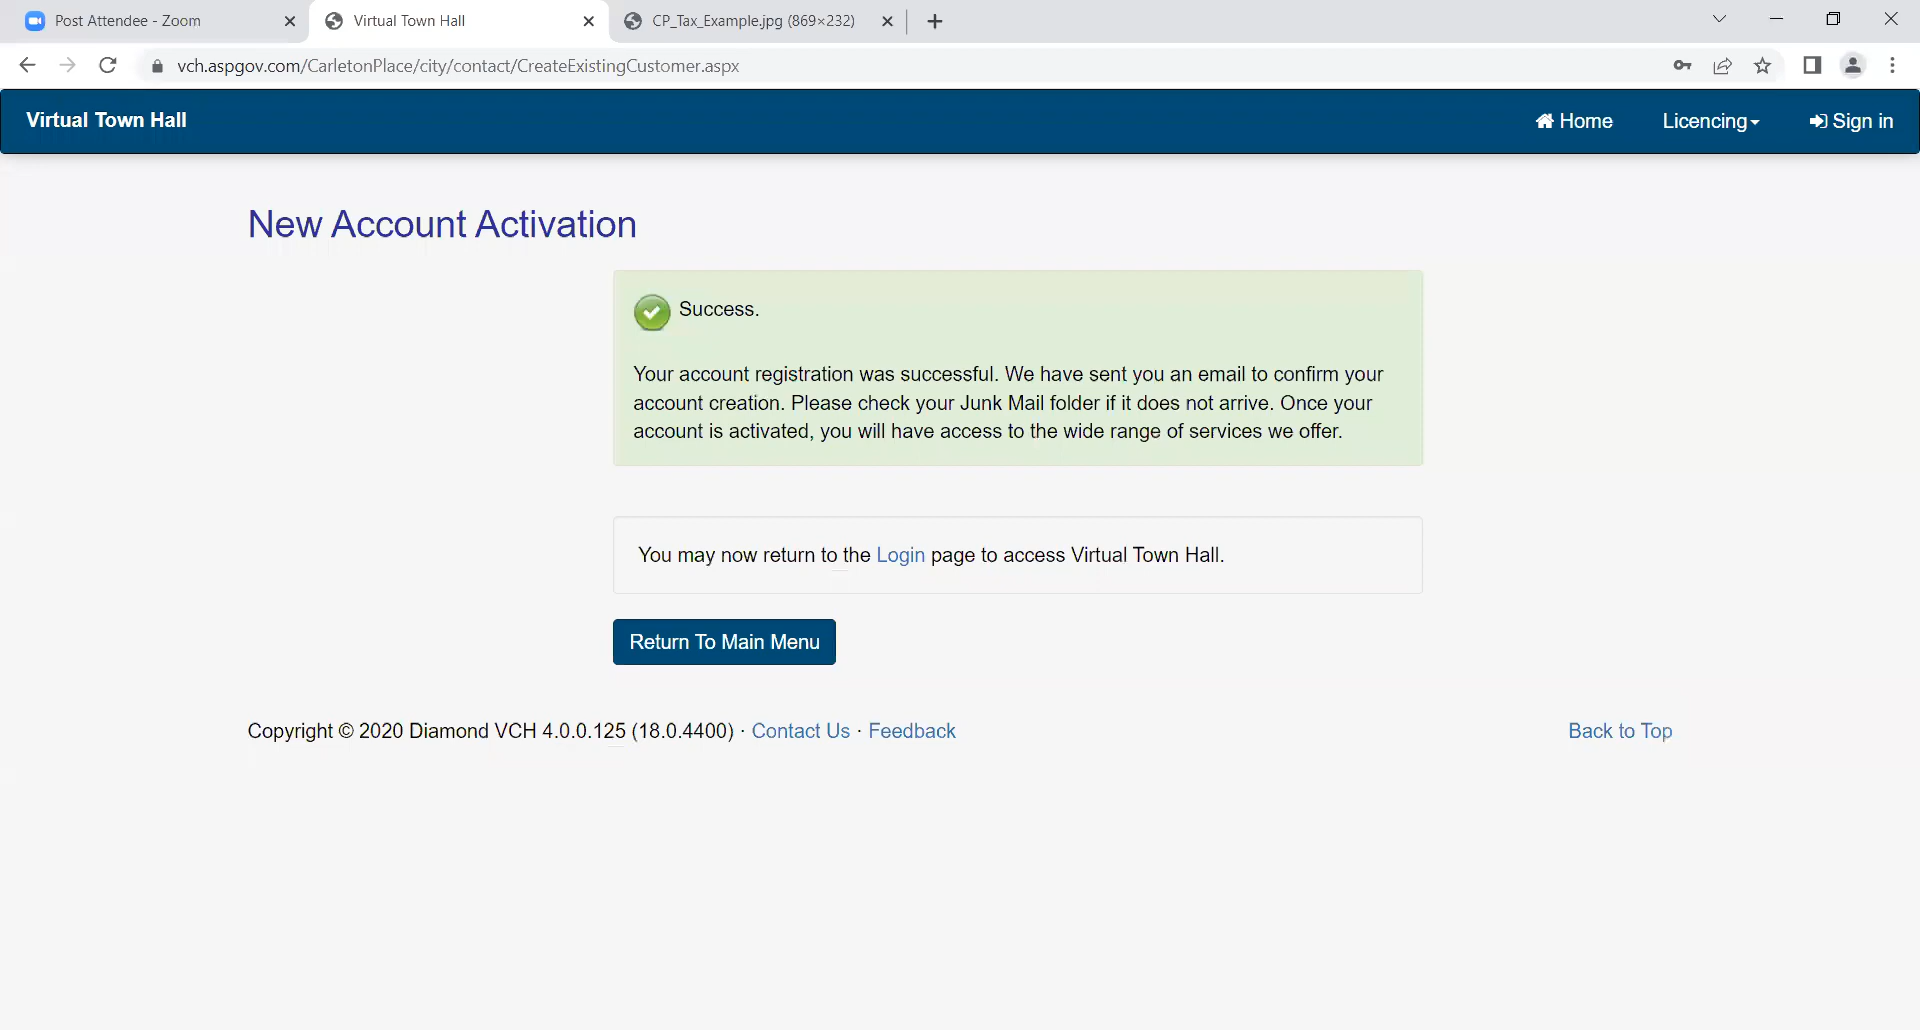 Post Attendee - Zoom
Virtual Town Hall
CP_Tax_Example.jpg (869×232)
vch.aspgov.com/CarletonPlace/city/contact/CreateExistingCustomer.aspx
Virtual Town Hall
Home
Licencing
Sign in
New Account Activation
Success.
Your account registration was successful. We have sent you an email to confirm your
account creation. Please check your Junk Mail folder if it does not arrive. Once your
account is activated, you will have access to the wide range of services we offer.
You may now return to the Login page to access Virtual Town Hall.
Return To Main Menu
Copyright © 2020 Diamond VCH 4.0.0.125 (18.0.4400) · Contact Us · Feedback
Back to Top